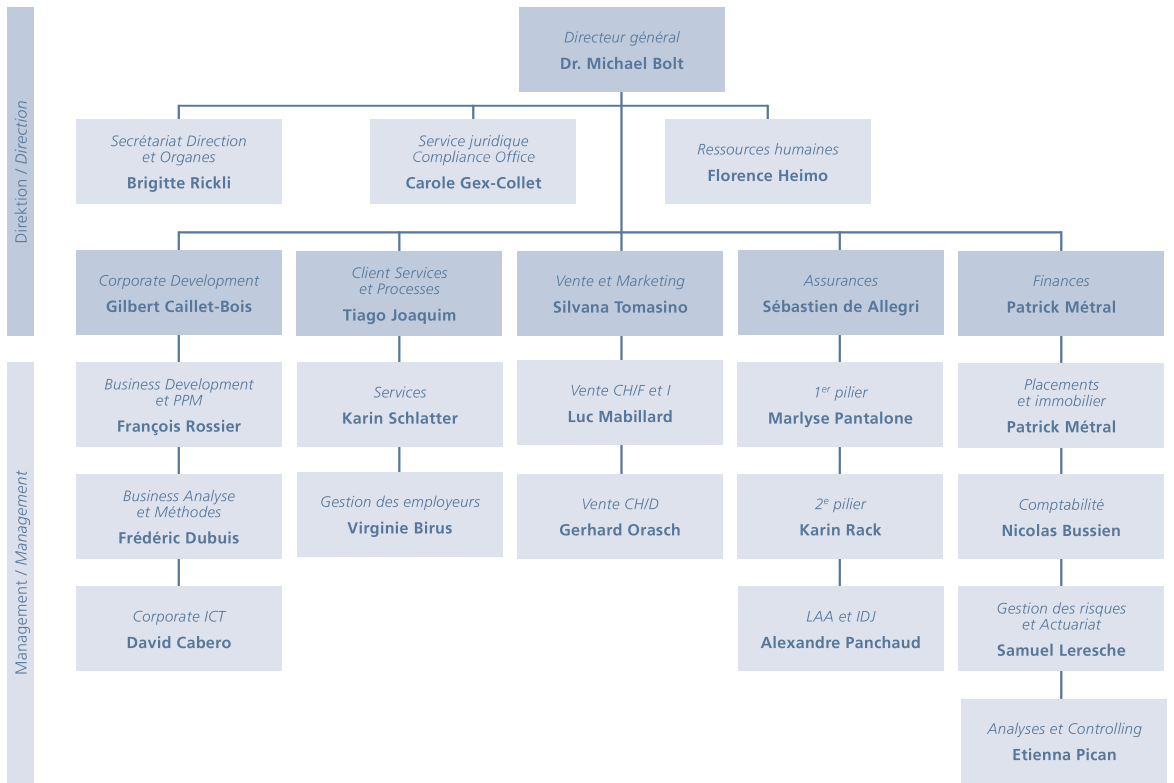 Direktion / Direction
Directeur général
Dr. Michael Bolt
Secrétariat Direction
et Organes
Brigitte Rickli
Service juridique
Compliance Office
Carole Gex-Collet
Ressources humaines
Florence Heimo
Corporate Development
Gilbert Caillet-Bois
Client Services
et Processes
Tiago Joaquim
Vente et Marketing
Silvana Tomasino
Assurances
Sébastien de Allegri
Finances
Patrick Métral
Management / Management
Business Development
et PPM
François Rossier
Business Analyse
et Méthodes
Frédéric Dubuis
Corporate ICT
David Cabero
Services
Karin Schlatter
Gestion des employeurs
Virginie Birus
Vente CH/F et I
Luc Mabillard
Vente CH/D
Gerhard Orasch
1er pilier
Marlyse Pantalone
2e pilier
Karin Rack
LAA et IDJ
Alexandre Panchaud
Placements
et immobilier
Patrick Métral
Comptabilité
Nicolas Bussien
Gestion des risques
et Actuariat
Samuel Leresche
Analyses et Controlling
Etienna Pican